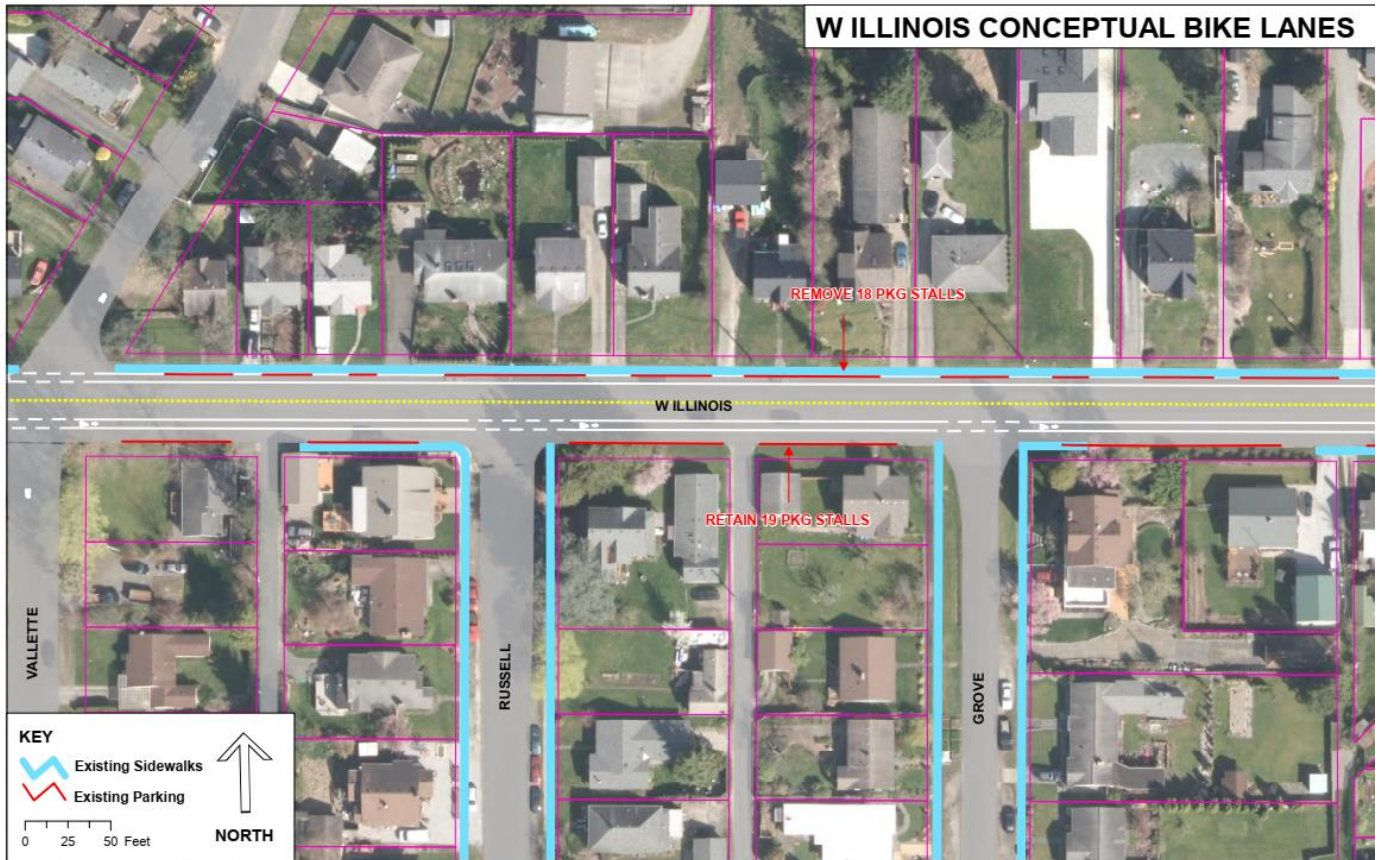 W ILLINOIS CONCEPTUAL BIKE LANES
REMOVE 18 PKG STALLS
W ILLINOIS
RETAIN 19 PKG STALLS
VALLETTE
RUSSELL
GROVE
KEY
Existing Sidewalks
Existing Parking
0 25 50 Feet
NORTH